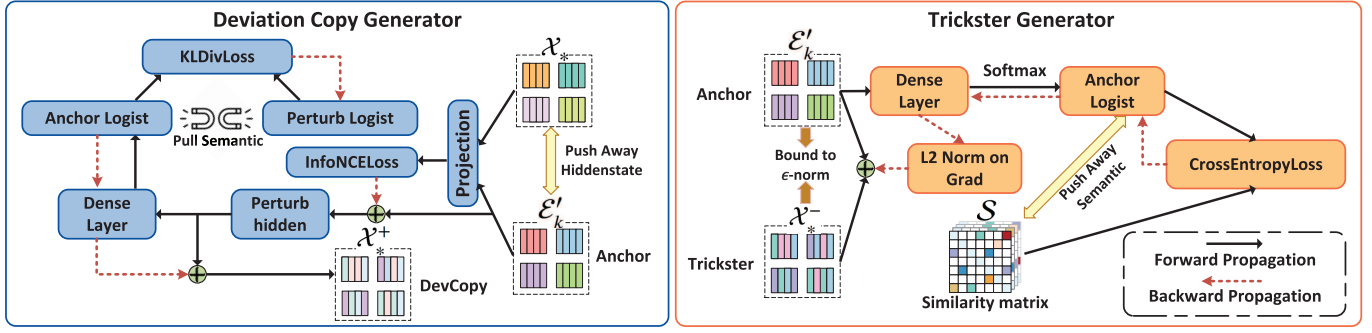 Deviation Copy Generator
KLDivLoss
Anchor Logist
Perturb Logist
Pull Semantic
InfoNCELoss
Projection
Dense
Layer
Perturb
hidden
𝒳*
Push Away
Hiddenstate
ℰ′k
Anchor
𝒳*+
DevCopy
Trickster Generator
ℰ′k
Anchor
Dense
Layer
Softmax
Anchor
Logist
Bound to
ϵ-norm
L2 Norm on
Grad
Push Away
Semantic
CrossEntropyLoss
𝒳*−
Trickster
𝒮
Similarity matrix
Forward Propagation
Backward Propagation